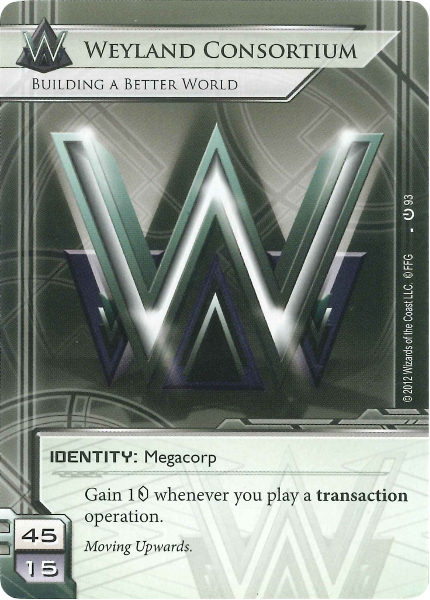 WEYLAND CONSORTIUM
BUILDING A BETTER WORLD
© 2012 Wizards of the Coast LLC. © FFG 93
IDENTITY: Megacorp
Gain 1 whenever you play a transaction
operation.
Moving Upwards.
45
15